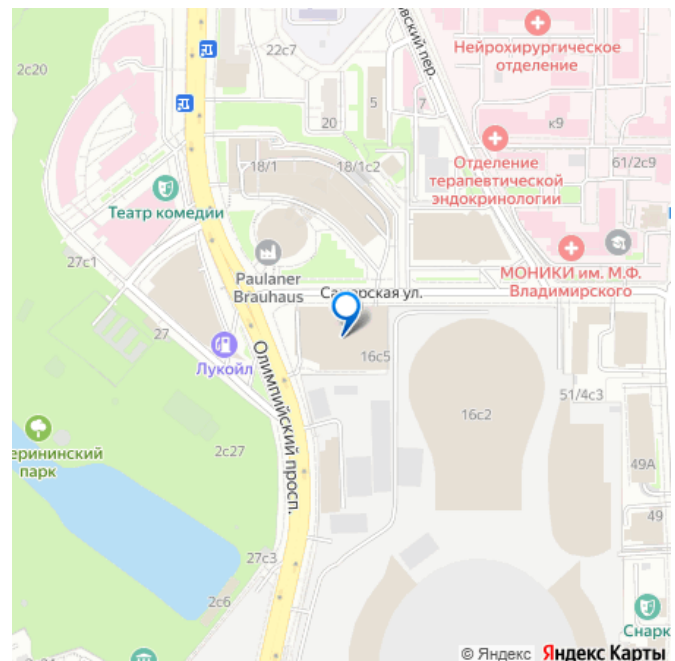 22с7
2с20
вский пер.
Нейрохирургическое
отделение
5
7
20
к9
18/1
18/1с2
Отделение
терапевтической
эндокринологии
61/2с9
Театр комедии
27с1
Paulaner
Brauhaus
МОНИКИ им. М.Ф.
Владимирского
ул.
27
Лукойл
Олимпийский просп.
16с5
16с2
51/4с3
ерининский
парк
2с27
49А
49
27с3
2с6
Снарк
© Яндекс Яндекс Карты